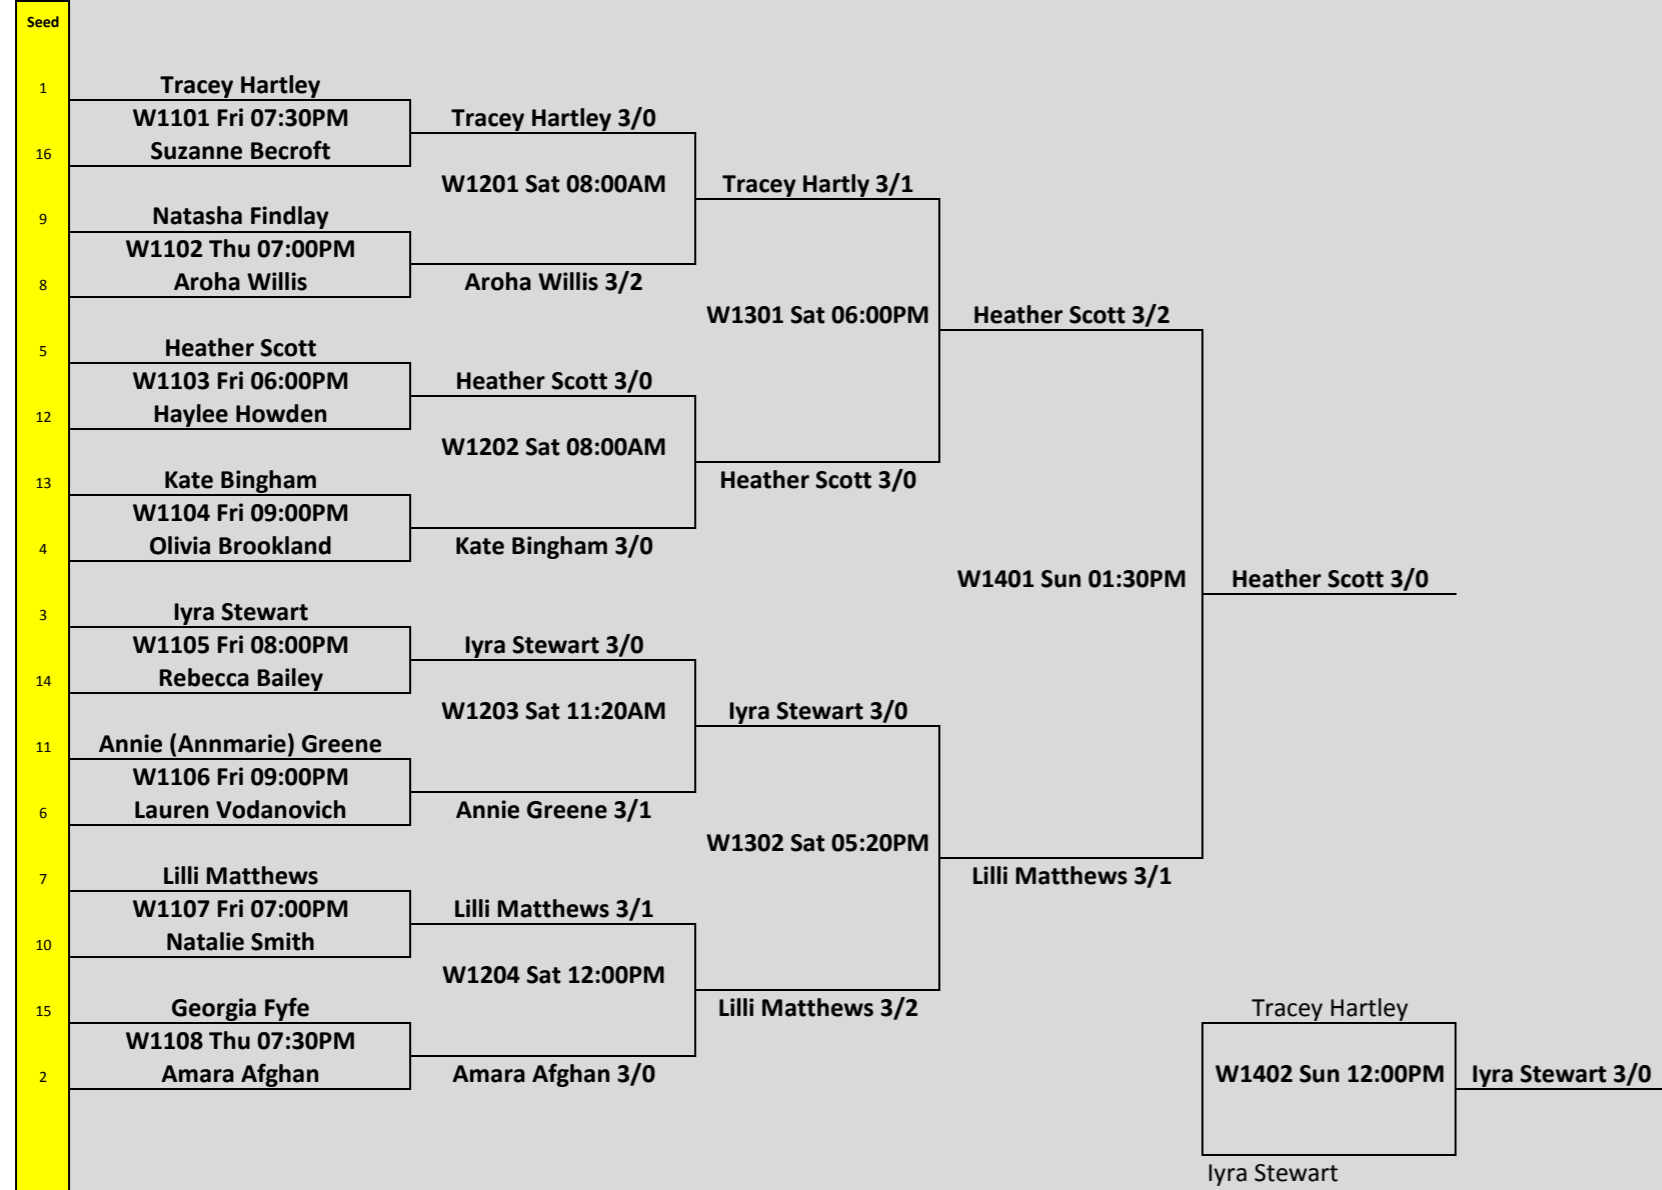 Seed
1 Tracey Hartley
W1101 Fri 07:30PM Tracey Hartley 3/0
16 Suzanne Becroft
W1201 Sat 08:00AM Tracey Hartly 3/1
9 Natasha Findlay
W1102 Thu 07:00PM
8 Aroha Willis Aroha Willis 3/2
W1301 Sat 06:00PM Heather Scott 3/2
5 Heather Scott
W1103 Fri 06:00PM Heather Scott 3/0
12 Haylee Howden
W1202 Sat 08:00AM
13 Kate Bingham Heather Scott 3/0
W1104 Fri 09:00PM
4 Olivia Brookland Kate Bingham 3/0
W1401 Sun 01:30PM Heather Scott 3/0
3 Iyra Stewart
W1105 Fri 08:00PM Iyra Stewart 3/0
14 Rebecca Bailey
W1203 Sat 11:20AM Iyra Stewart 3/0
11 Annie (Annmarie) Greene
W1106 Fri 09:00PM
6 Lauren Vodanovich Annie Greene 3/1
W1302 Sat 05:20PM
7 Lilli Matthews Lilli Matthews 3/1
W1107 Fri 07:00PM Lilli Matthews 3/1
10 Natalie Smith
W1204 Sat 12:00PM
15 Georgia Fyfe Lilli Matthews 3/2 Tracey Hartley
W1108 Thu 07:30PM
2 Amara Afghan Amara Afghan 3/0 W1402 Sun 12:00PM Iyra Stewart 3/0
Iyra Stewart